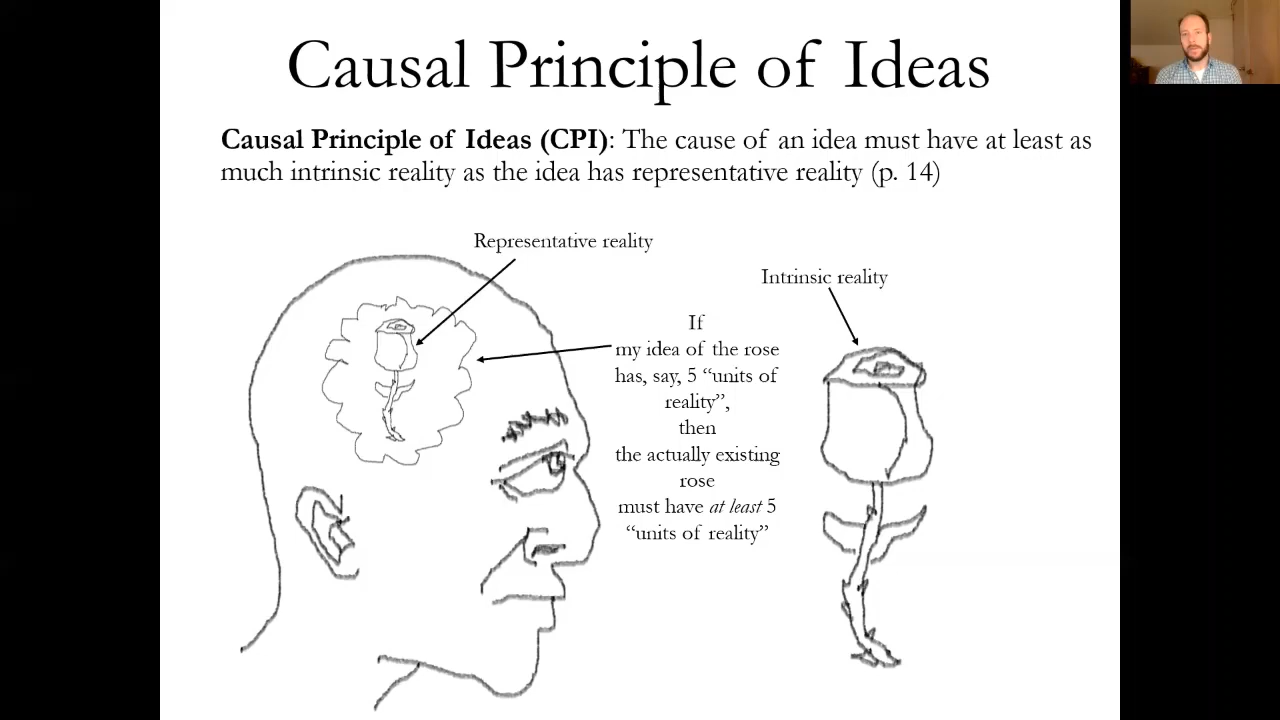 Causal Principle of Ideas
Causal Principle of Ideas (CPI): The cause of an idea must have at least as
much intrinsic reality as the idea has representative reality (p. 14)
Representative reality
Intrinsic reality
If
my idea of the rose
has, say, 5 “units of
reality”,
then
the actually existing
rose
must have at least 5
“units of reality”